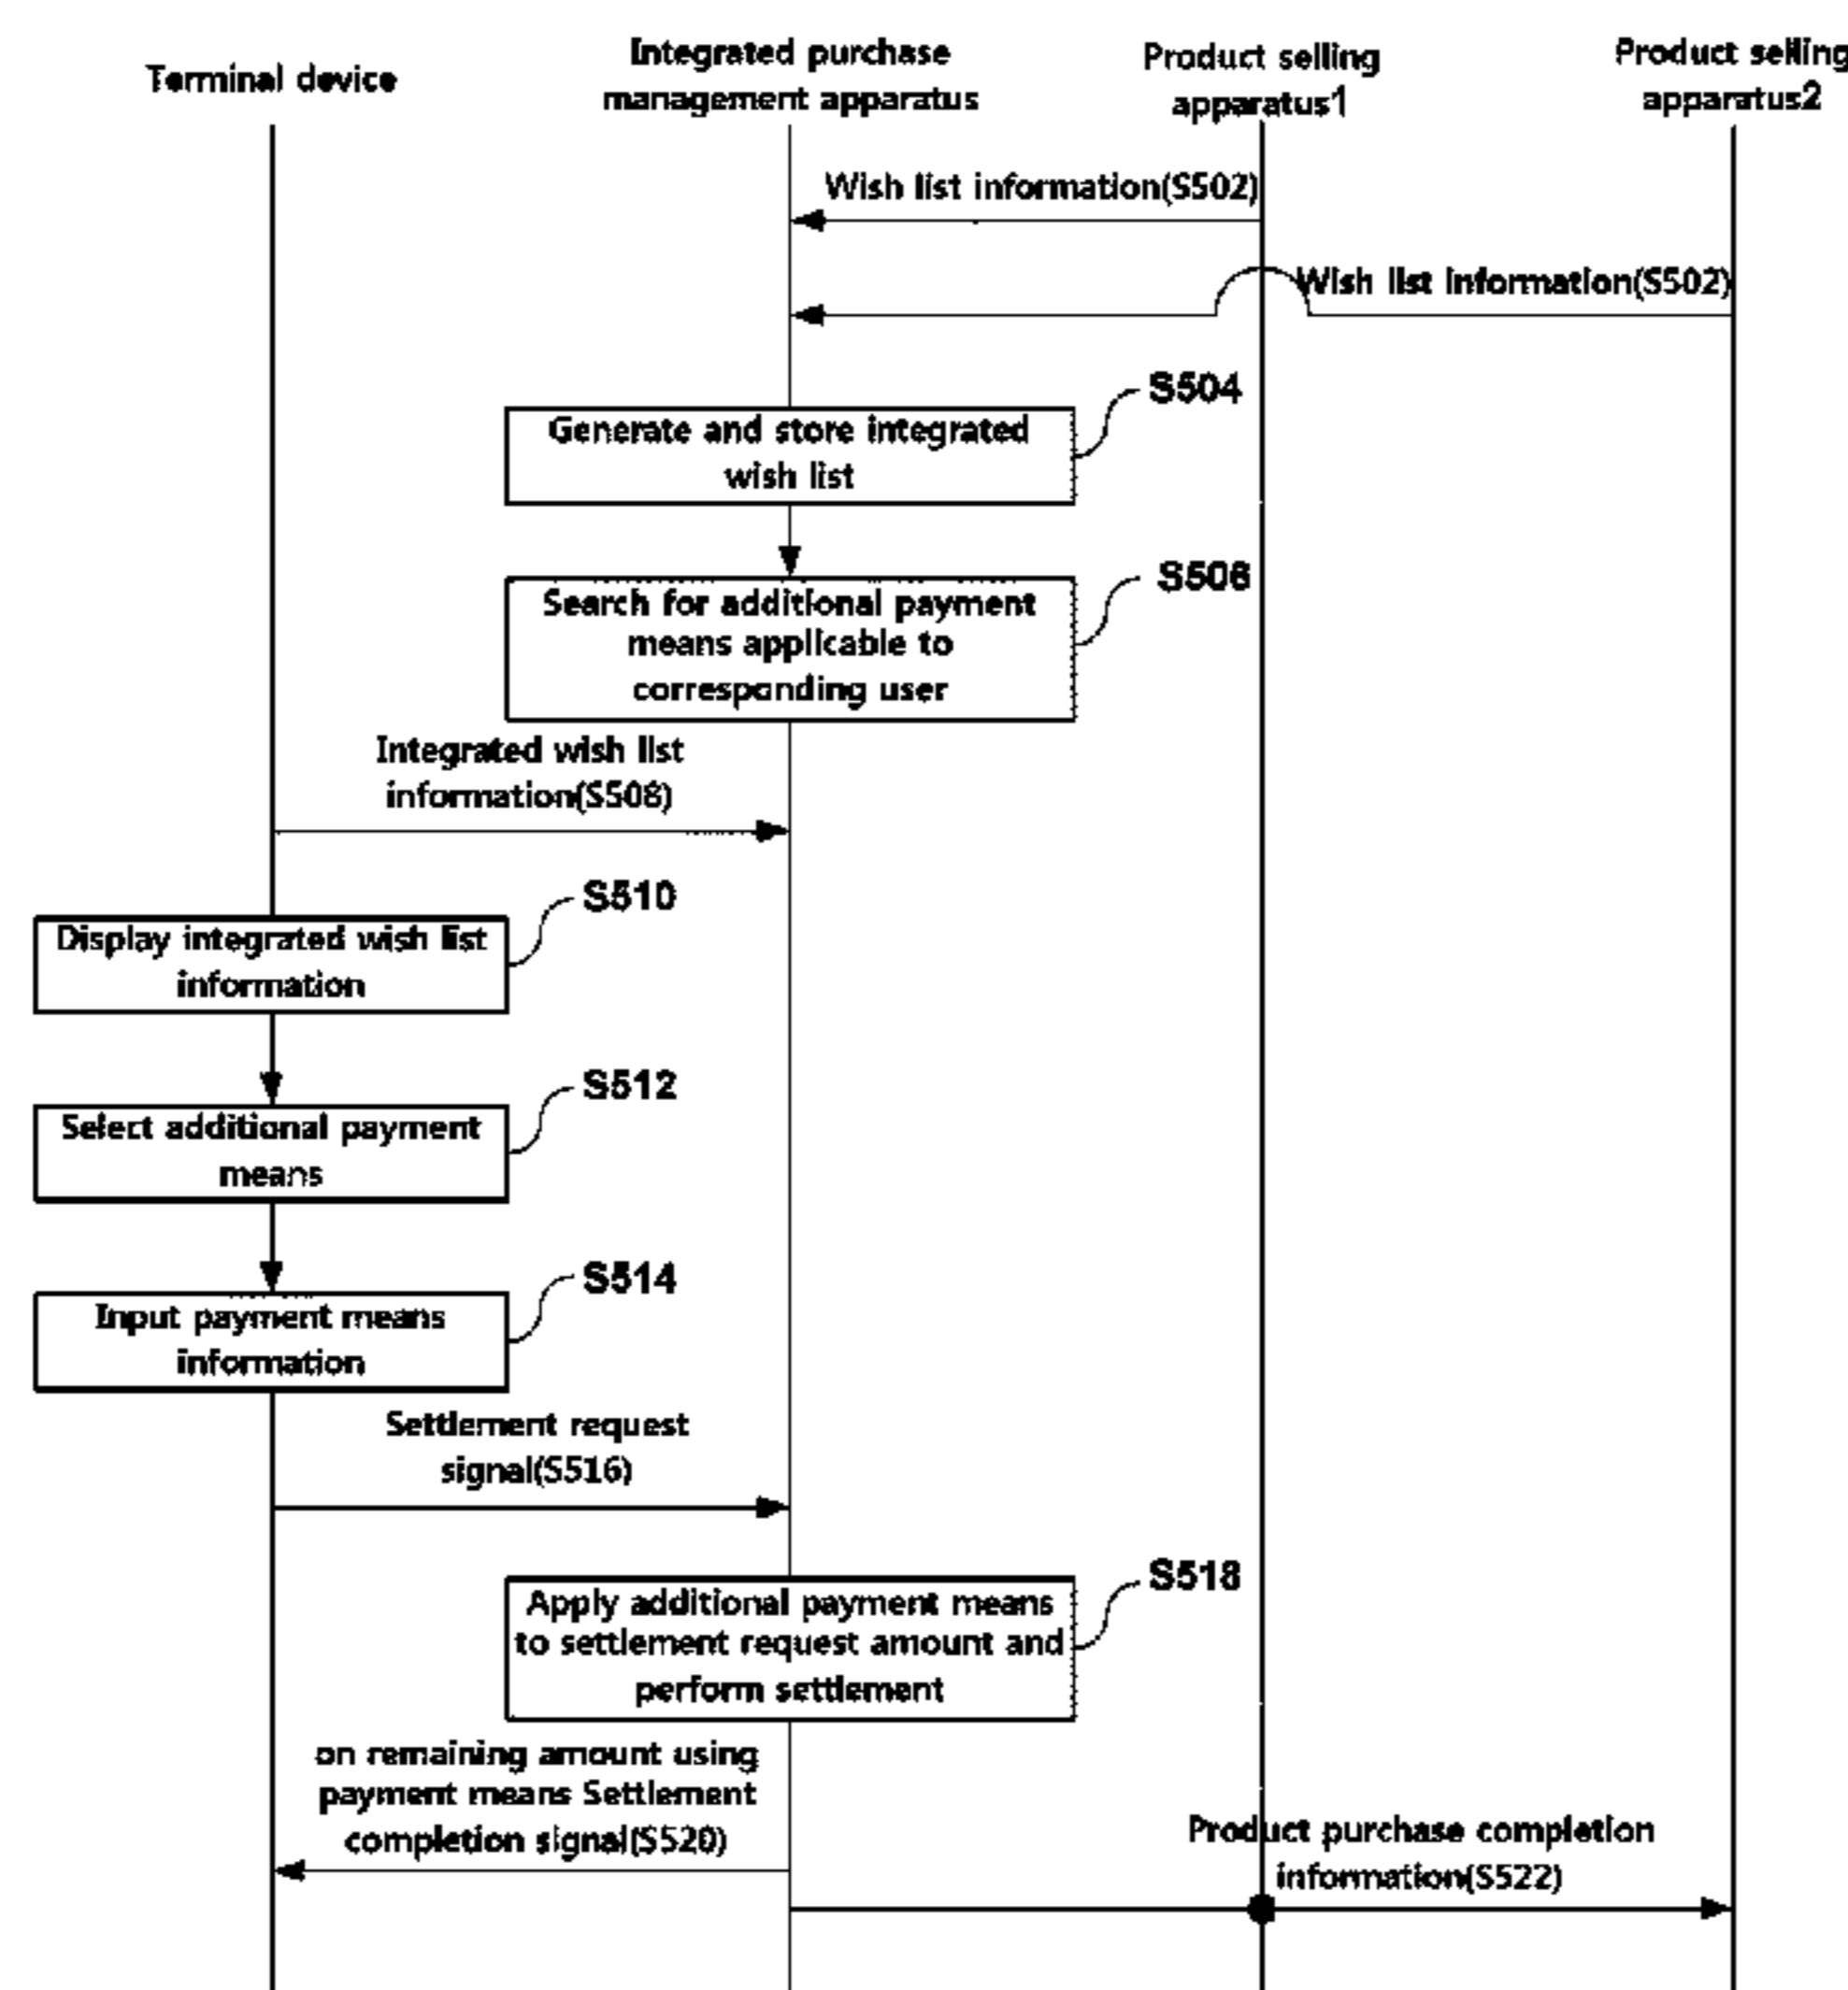 Terminal device
Integrated purchase
management apparatus
Product selling
apparatus1
Product selling
apparatus2
Wish list information(S502)
Wish list information(S502)
S504
Generate and store integrated
wish list
S506
Search for additional payment
means applicable to
corresponding user
Integrated wish list
information(S508)
S510
Display integrated wish list
information
S512
Select additional payment
means
S514
Input payment means
information
Settlement request
signal(S516)
S518
Apply additional payment means
to settlement request amount and
perform settlement
on remaining amount using
payment means Settlement
completion signal(S520)
Product purchase completion
information(S522)